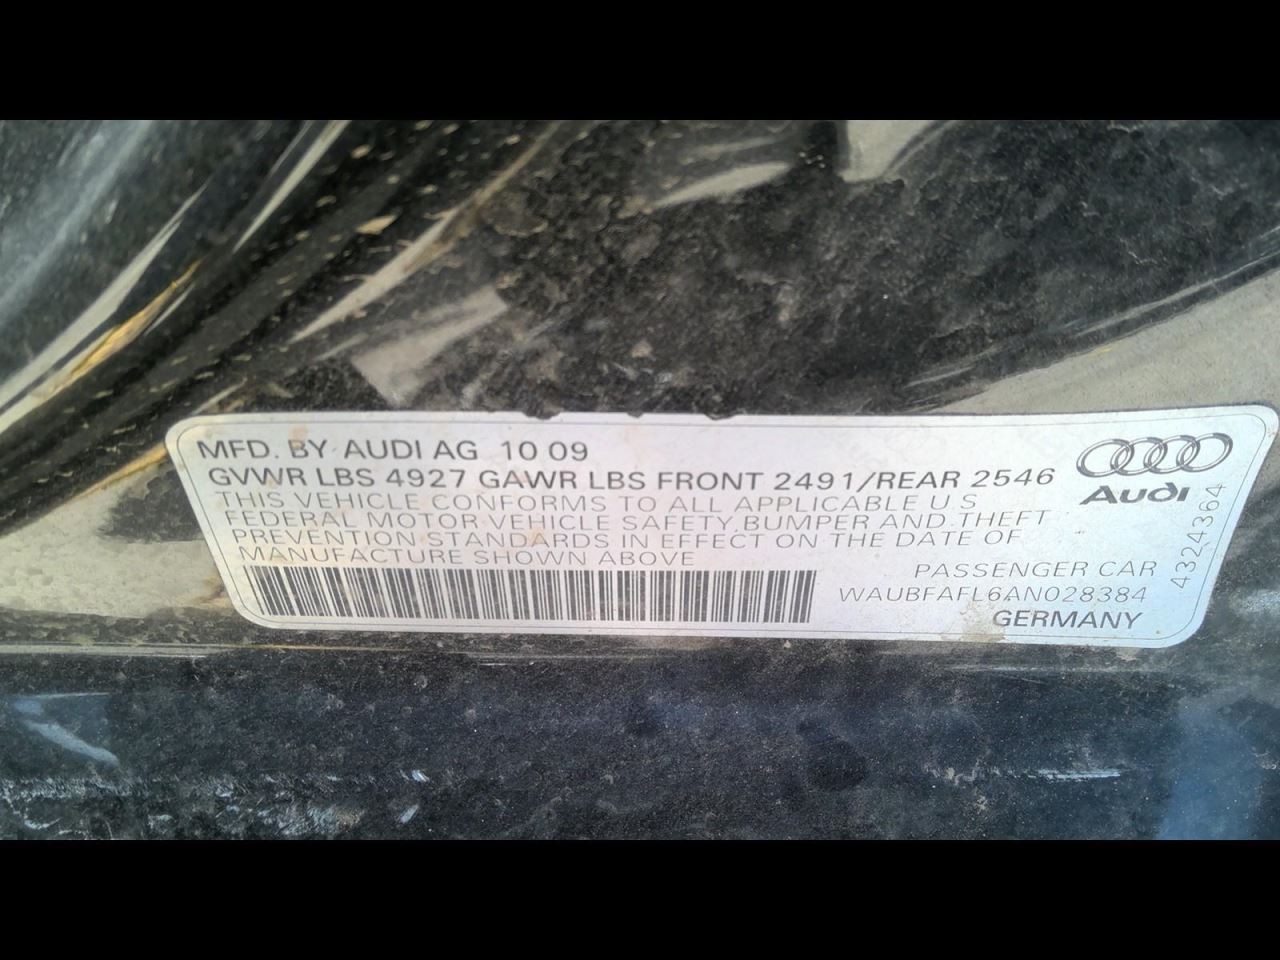 MFD. BY AUDI AG 10 09
GVWR LBS 4927 GAWR LBS FRONT 2491/REAR 2546
THIS VEHICLE CONFORMS TO ALL APPLICABLE U S
FEDERAL MOTOR VEHICLE SAFETY, BUMPER AND THEFT
PREVENTION STANDARDS IN EFFECT ON THE DATE OF
MANUFACTURE SHOWN ABOVE
PASSENGER CAR
WAUBFAFL6AN028384
GERMANY
Audi
4324364